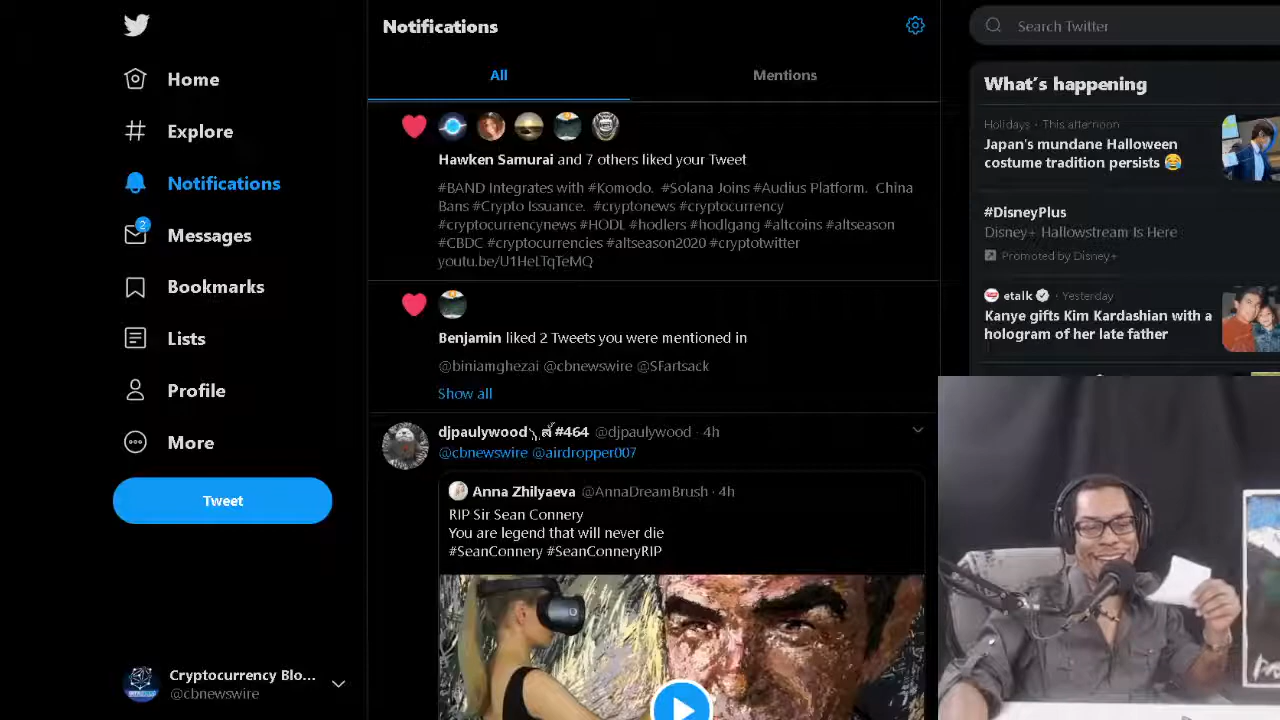 Home
Explore
Notifications
2
Messages
Bookmarks
Lists
Profile
More
Tweet
Cryptocurrency Blo...
@cbnewswire
Notifications
All
Mentions
Hawken Samurai and 7 others liked your Tweet
#BAND Integrates with #Komodo. #Solana Joins #Audius Platform. China
Bans #Crypto Issuance. #cryptonews #cryptocurrency
#cryptocurrencynews #HODL #hodlers #hodlgang #altcoins #altseason
#CBDC #cryptocurrencies #altseason2020 #cryptotwitter
youtu.be/U1HeLTqTeMQ
Benjamin liked 2 Tweets you were mentioned in
@biniamghezai @cbnewswire @SFartsack
Show all
djpaulywood #464 @djpaulywood · 4h
@cbnewswire @airdropper007
Anna Zhilyaeva @AnnaDreamBrush · 4h
RIP Sir Sean Connery
You are legend that will never die
#SeanConnery #SeanConneryRIP
Search Twitter
What's happening
Holidays · This afternoon
Japan's mundane Halloween
costume tradition persists 😂
#DisneyPlus
Disney+ Hallowstream Is Here
Promoted by Disney+
etalk · Yesterday
Kanye gifts Kim Kardashian with a
hologram of her late father